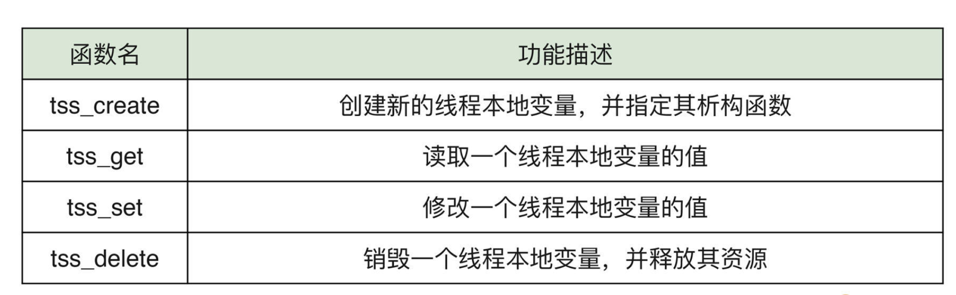 函数名 功能描述
tss_create 创建新的线程本地变量，并指定其析构函数
tss_get 读取一个线程本地变量的值
tss_set 修改一个线程本地变量的值
tss_delete 销毁一个线程本地变量，并释放其资源